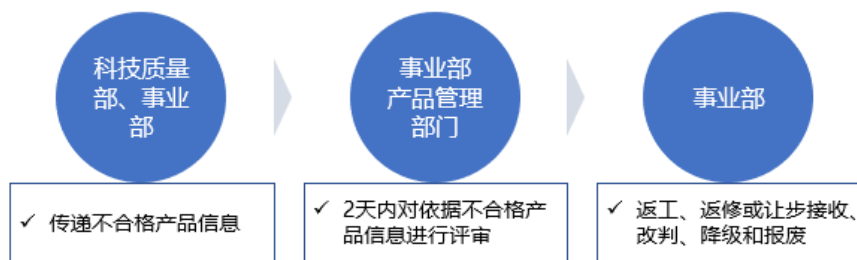 科技质量
部、事业
部
事业部
产品管理
部门
事业部
✓ 传递不合格产品信息
✓ 2天内对依据不合格产
品信息进行评审
✓ 返工、返修或让步接收、
改判、降级和报废